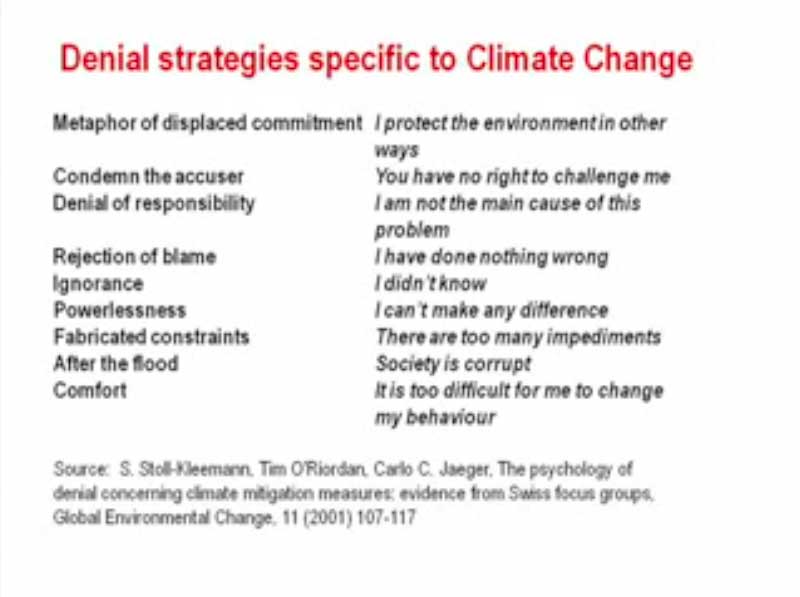 Denial strategies specific to Climate Change
Metaphor of displaced commitment I protect the environment in other
ways
Condemn the accuser You have no right to challenge me
Denial of responsibility I am not the main cause of this
problem
Rejection of blame I have done nothing wrong
Ignorance I didn't know
Powerlessness I can't make any difference
Fabricated constraints There are too many impediments
After the flood Society is corrupt
Comfort It is too difficult for me to change
my behaviour
Source: S. Stoll-Kleemann, Tim O'Riordan, Carlo C. Jaeger, The psychology of
denial concerning climate mitigation measures: evidence from Swiss focus groups,
Global Environmental Change, 11 (2001) 107-117